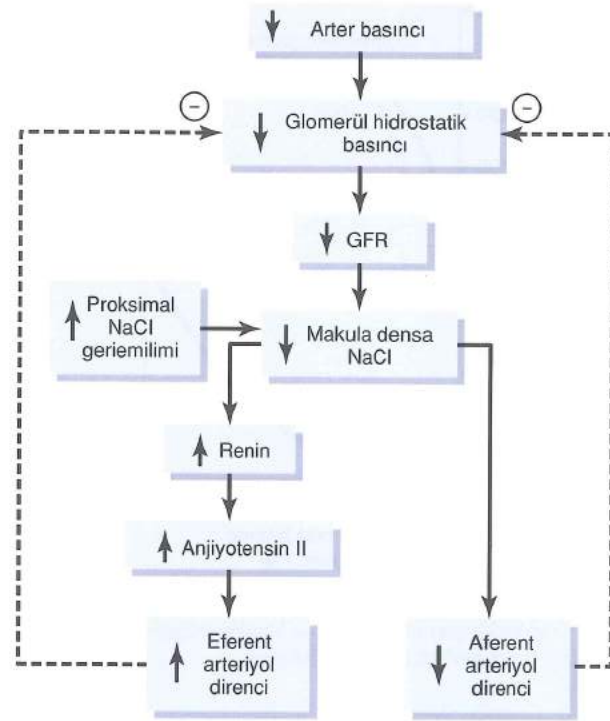 ↓ Arter basıncı
−
−
↓ Glomerül hidrostatik
basıncı
↓ GFR
↑ Proksimal
NaCl
geriemilimi
↓ Makula densa
NaCl
↑ Renin
↑ Anjiyotensin II
↑ Eferent
arteriyol
direnci
↓ Aferent
arteriyol
direnci